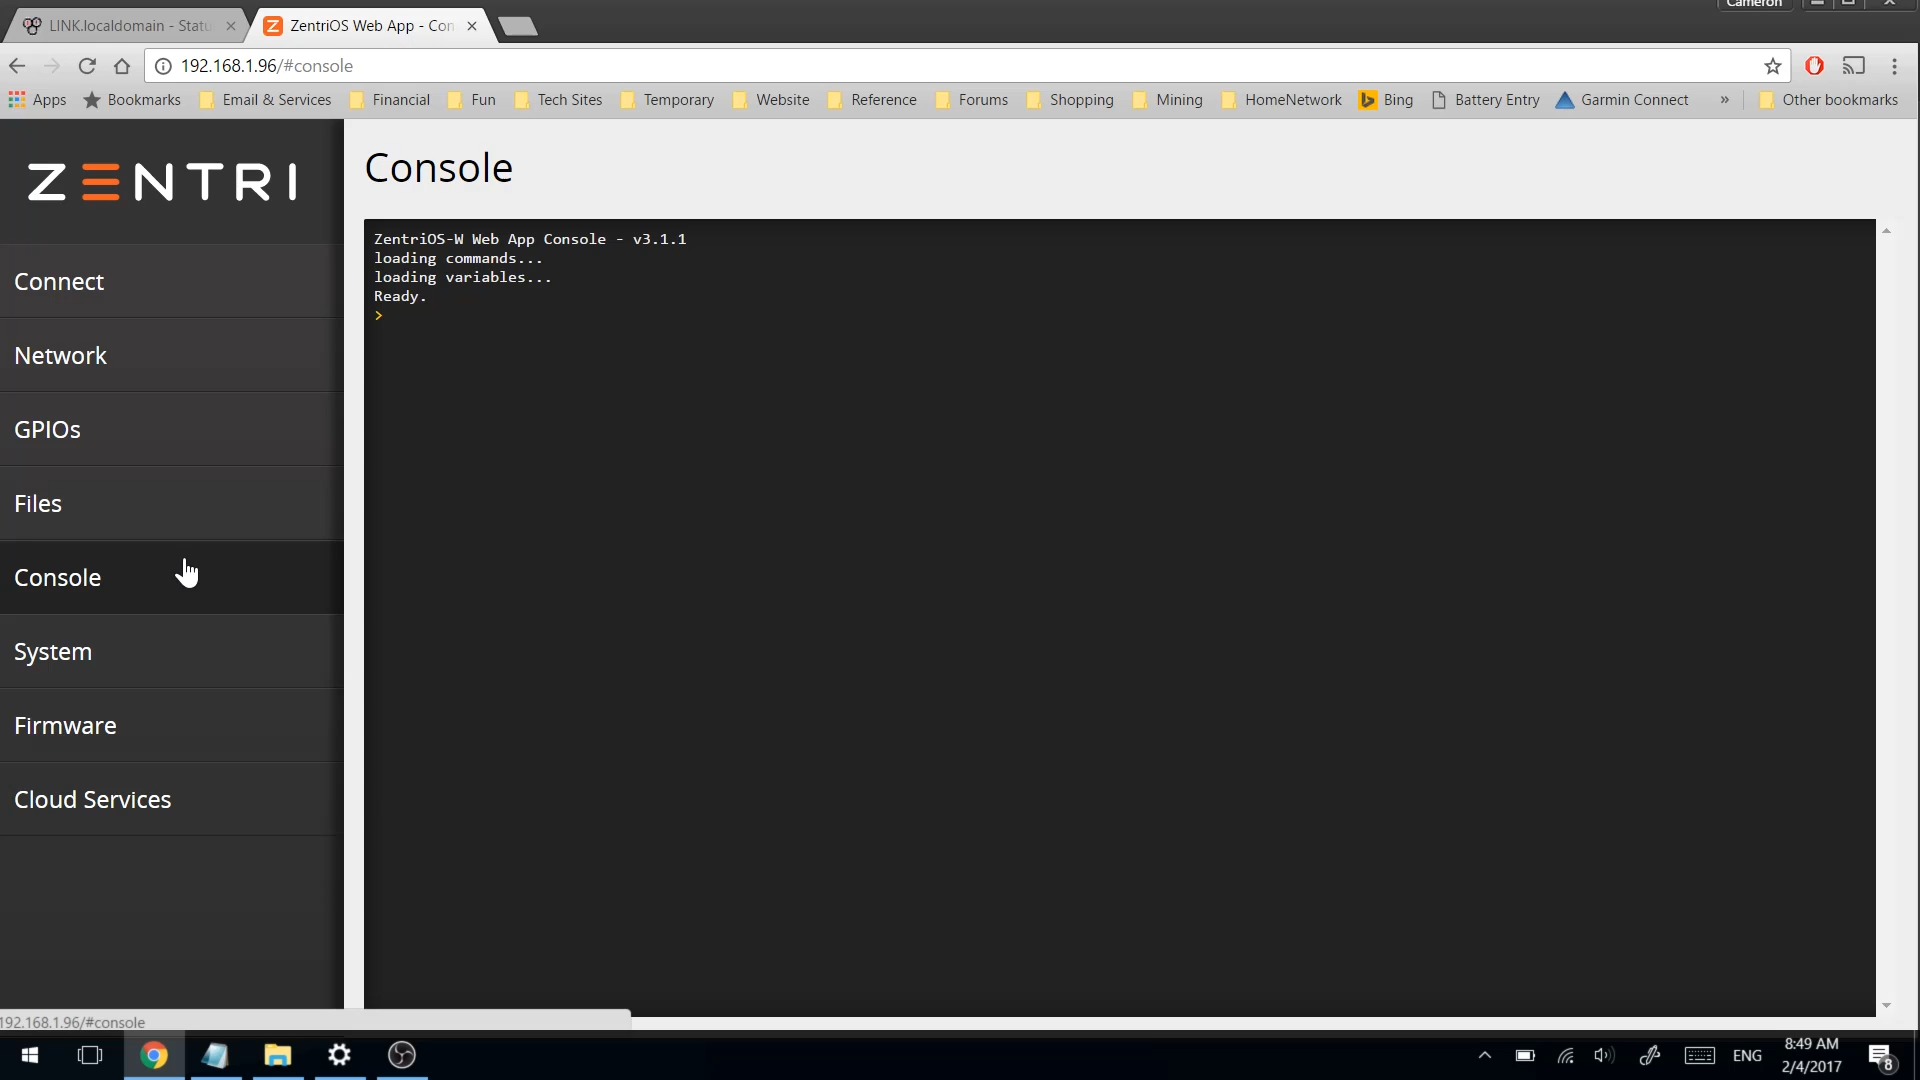 Cameron
LINK.localdomain - Statu
ZentriOS Web App - Con
192.168.1.96/#console
Apps Bookmarks Email & Services Financial Fun Tech Sites Temporary Website Reference Forums Shopping Mining HomeNetwork Bing Battery Entry Garmin Connect » Other bookmarks
ZENTRI
Connect
Network
GPIOs
Files
Console
System
Firmware
Cloud Services
Console
ZentriOS-W Web App Console - v3.1.1
loading commands...
loading variables...
Ready.
>
192.168.1.96/#console
ENG
8:49 AM
2/4/2017
8